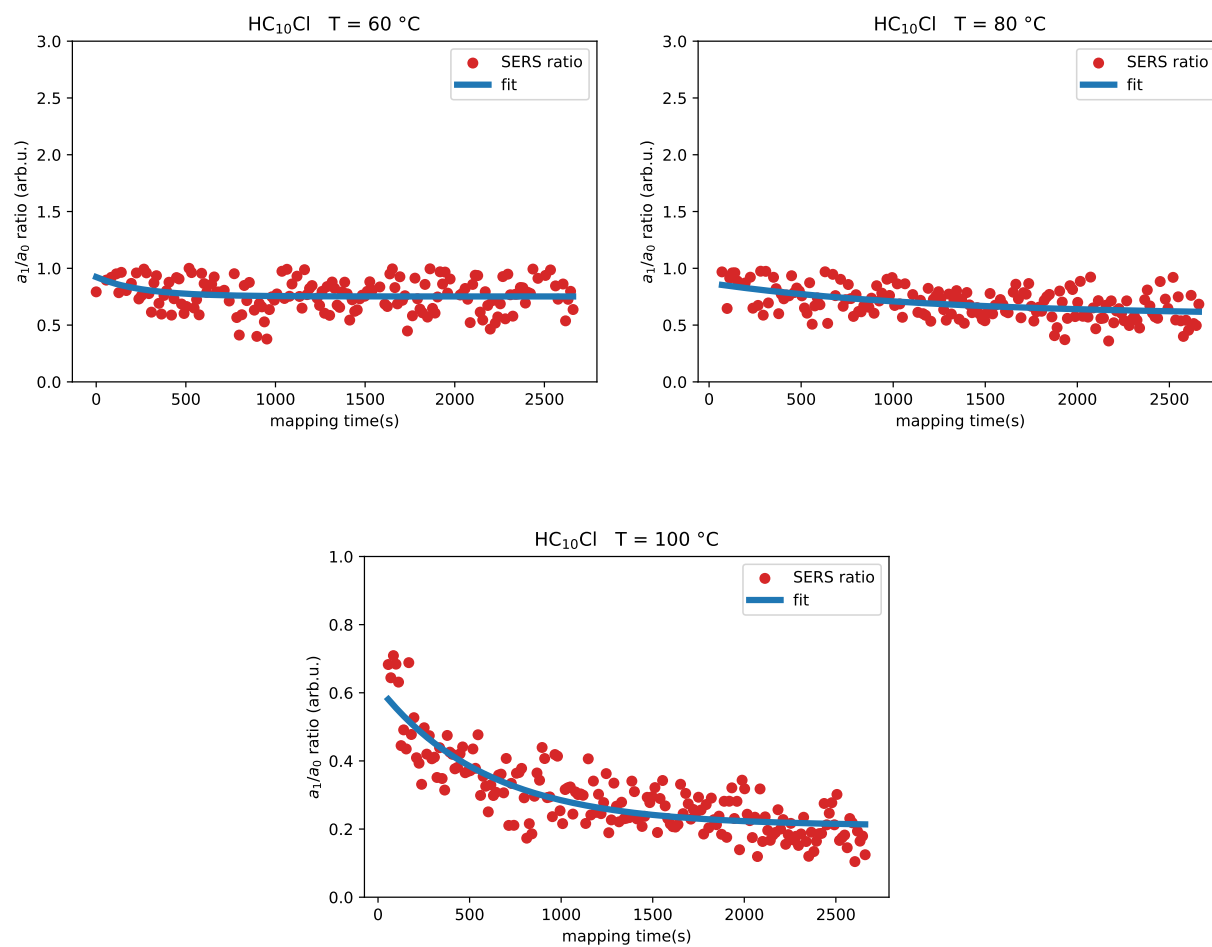 HC₁₀Cl T = 60 °C
3.0
2.5
2.0
1.5
1.0
0.5
0.0
a₁/a₀ ratio (arb.u.)
SERS ratio
fit
0 500 1000 1500 2000 2500
mapping time(s)
HC₁₀Cl T = 80 °C
3.0
2.5
2.0
1.5
1.0
0.5
0.0
a₁/a₀ ratio (arb.u.)
SERS ratio
fit
0 500 1000 1500 2000 2500
mapping time(s)
HC₁₀Cl T = 100 °C
1.0
0.8
0.6
0.4
0.2
0.0
a₁/a₀ ratio (arb.u.)
SERS ratio
fit
0 500 1000 1500 2000 2500
mapping time(s)